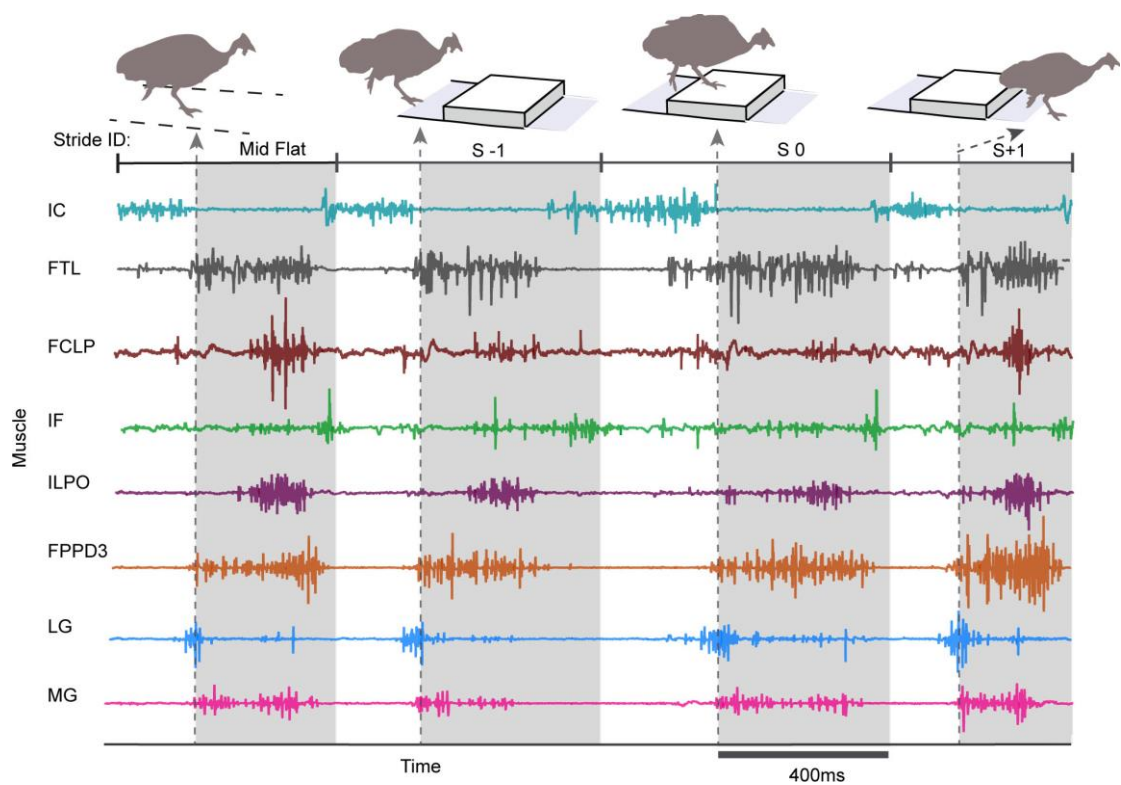 Stride ID:
Mid Flat
S -1
S 0
S+1
IC
FTL
FCLP
IF
ILPO
FPPD3
LG
MG
Muscle
Time
400ms